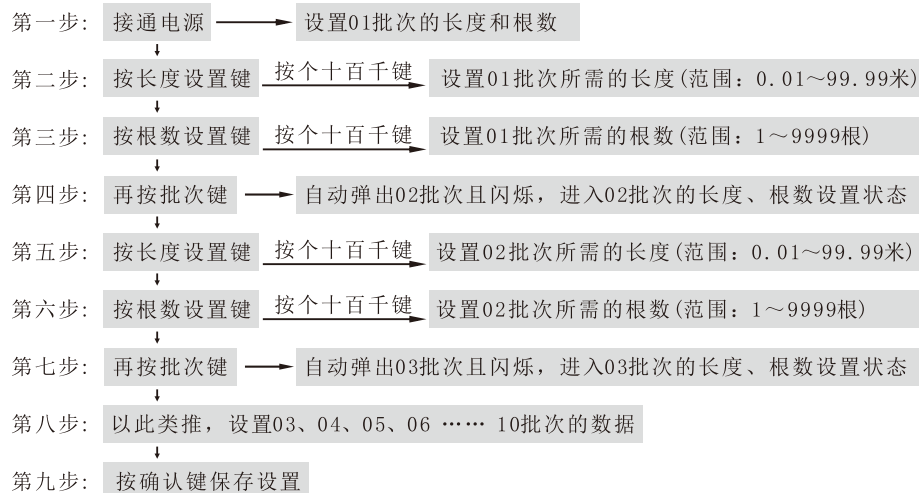 第一步: 接通电源 设置01批次的长度和根数
第二步: 按长度设置键 按个十百千键 设置01批次所需的长度(范围: 0.01～99.99米)
第三步: 按根数设置键 按个十百千键 设置01批次所需的根数(范围: 1～9999根)
第四步: 再按批次键 自动弹出02批次且闪烁，进入02批次的长度、根数设置状态
第五步: 按长度设置键 按个十百千键 设置02批次所需的长度(范围: 0.01～99.99米)
第六步: 按根数设置键 按个十百千键 设置02批次所需的根数(范围: 1～9999根)
第七步: 再按批次键 自动弹出03批次且闪烁，进入03批次的长度、根数设置状态
第八步: 以此类推，设置03、04、05、06 …… 10批次的数据
第九步: 按确认键保存设置